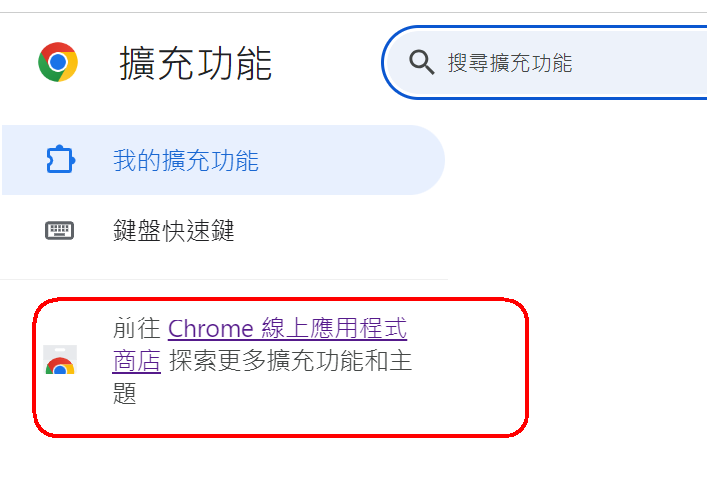 擴充功能
搜尋擴充功能
我的擴充功能
鍵盤快速鍵
前往 Chrome 線上應用程式
商店 探索更多擴充功能和主
題